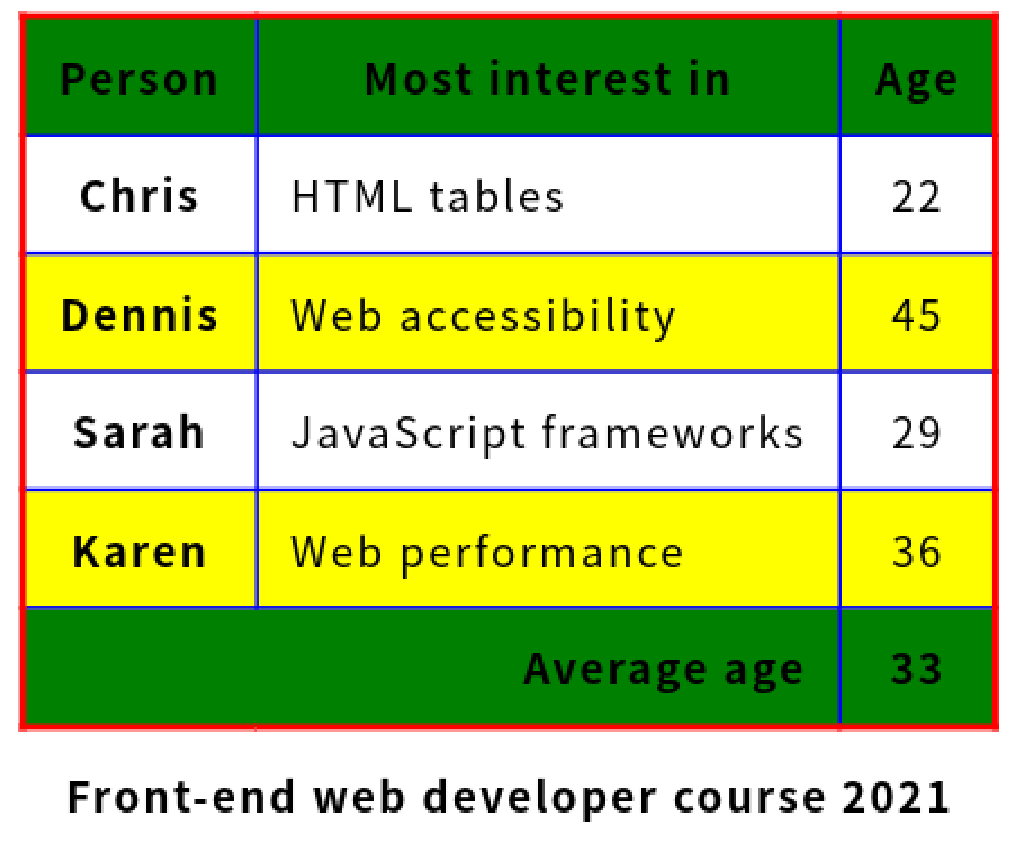 Person Most interest in Age
Chris HTML tables 22
Dennis Web accessibility 45
Sarah JavaScript frameworks 29
Karen Web performance 36
Average age 33
Front-end web developer course 2021